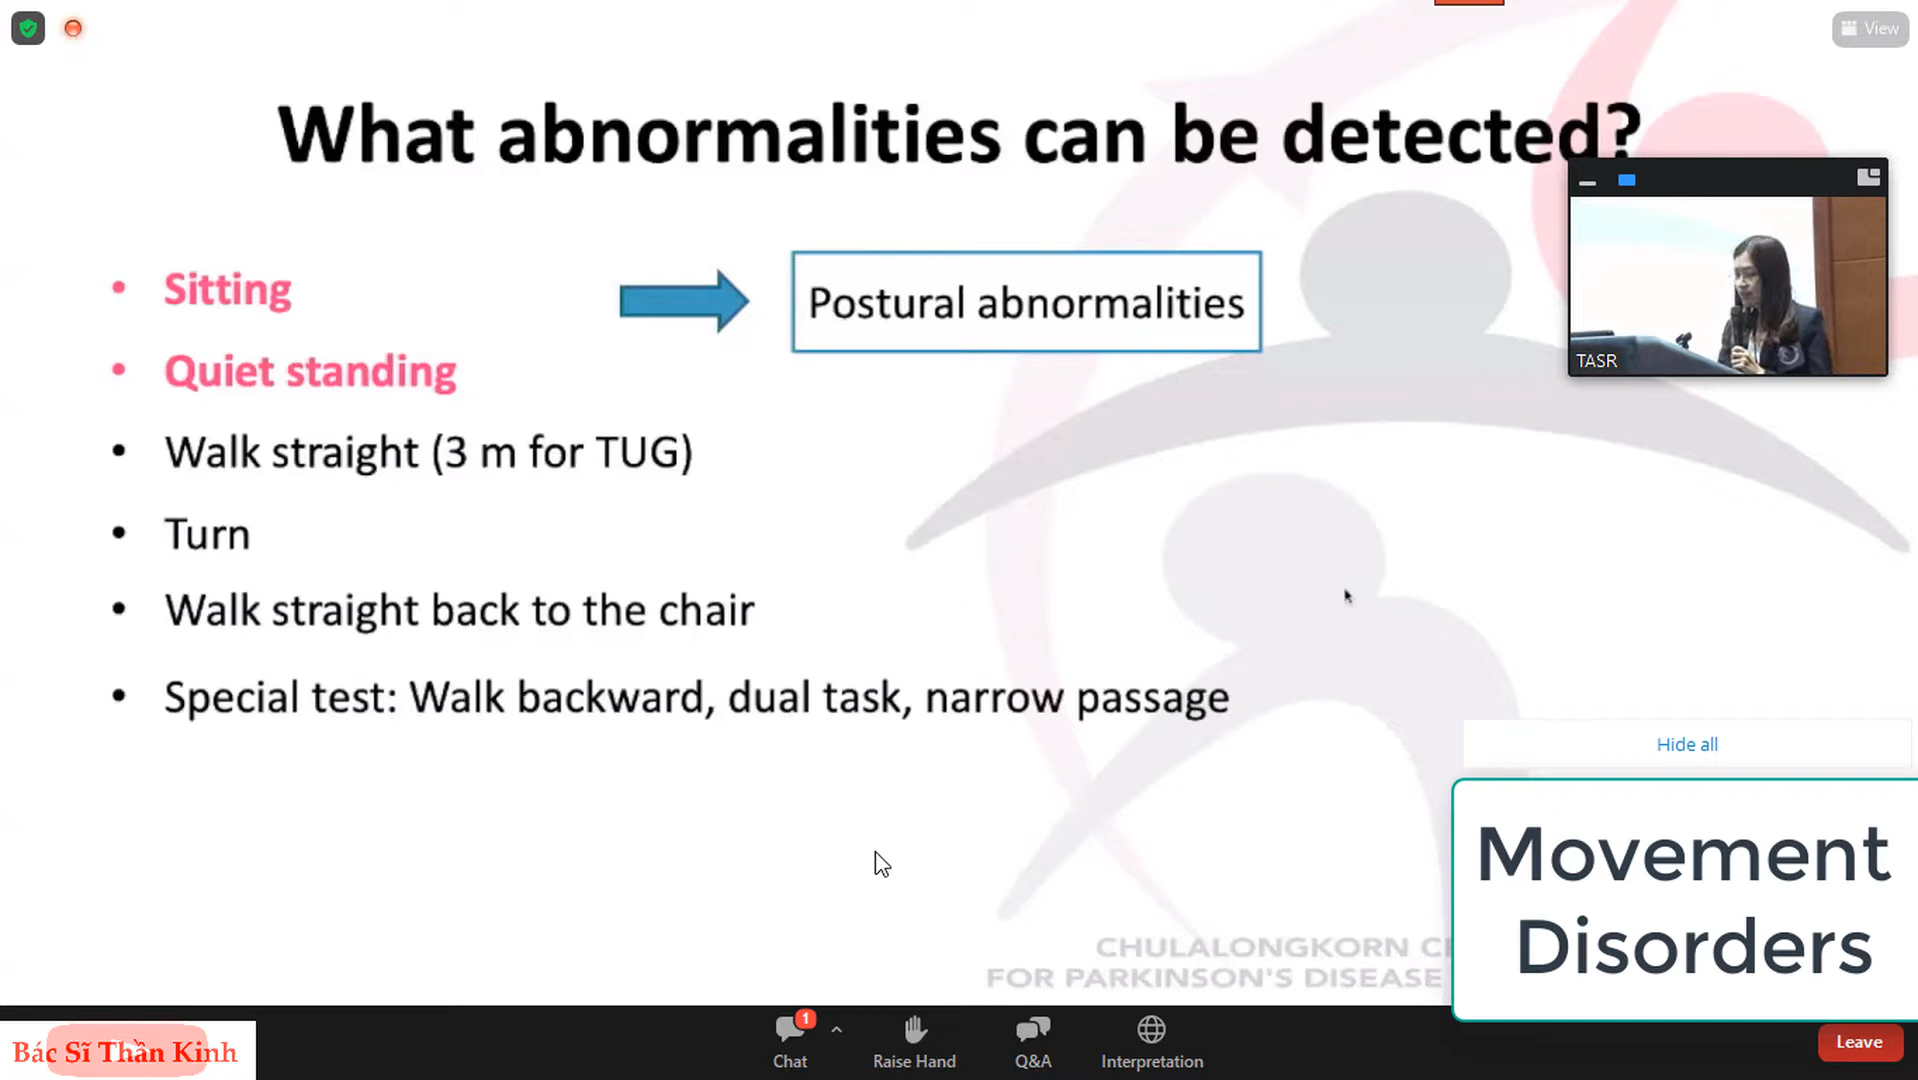 View
What abnormalities can be detected?
• Sitting
Postural abnormalities
• Quiet standing
• Walk straight (3 m for TUG)
• Turn
• Walk straight back to the chair
• Special test: Walk backward, dual task, narrow passage
TASR
Hide all
Movement
Disorders
CHULALONGKORN
FOR PARKINSON'S DISEASE
Bác Sĩ Thần Kinh
1
Chat
Raise Hand
Q&A
Interpretation
Leave